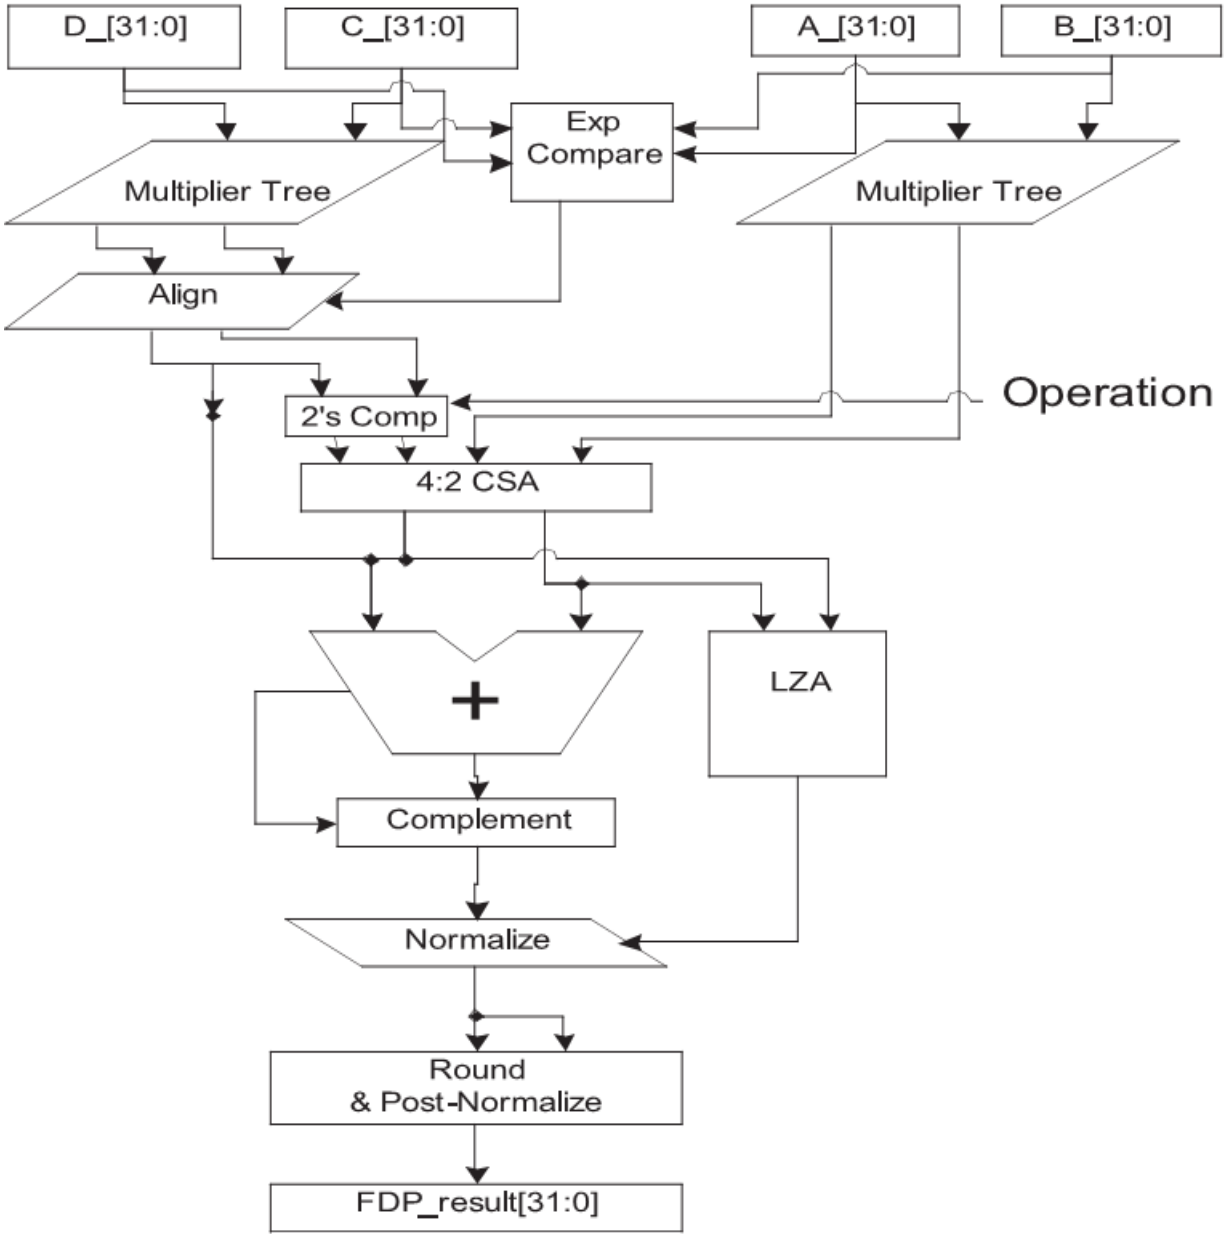 D_[31:0]
C_[31:0]
A_[31:0]
B_[31:0]
Exp
Compare
Multiplier Tree
Multiplier Tree
Align
Operation
2's Comp
4:2 CSA
+
LZA
Complement
Normalize
Round
& Post-Normalize
FDP_result[31:0]